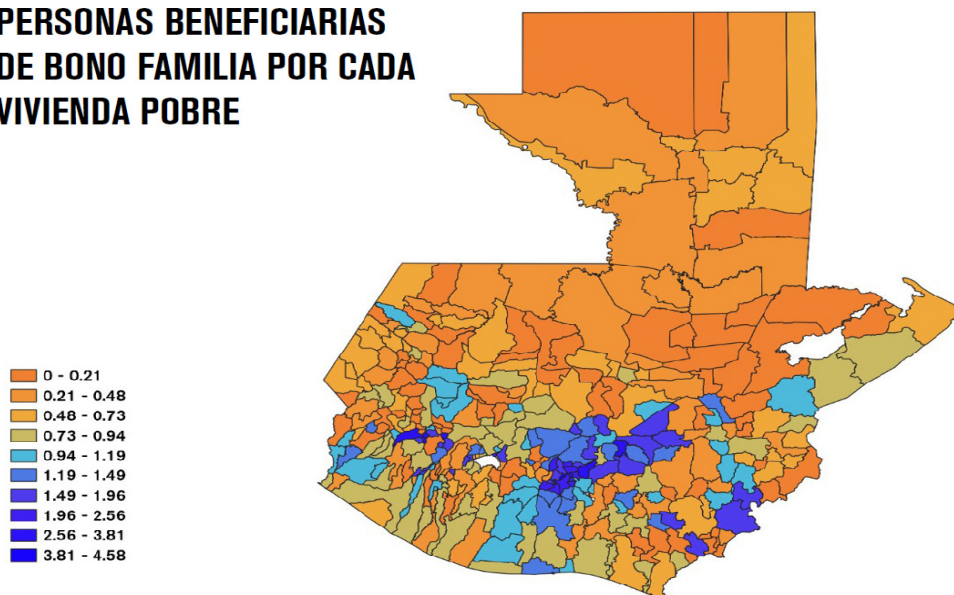 PERSONAS BENEFICIARIAS
DE BONO FAMILIA POR CADA
VIVIENDA POBRE
0 - 0.21
0.21 - 0.48
0.48 - 0.73
0.73 - 0.94
0.94 - 1.19
1.19 - 1.49
1.49 - 1.96
1.96 - 2.56
2.56 - 3.81
3.81 - 4.58